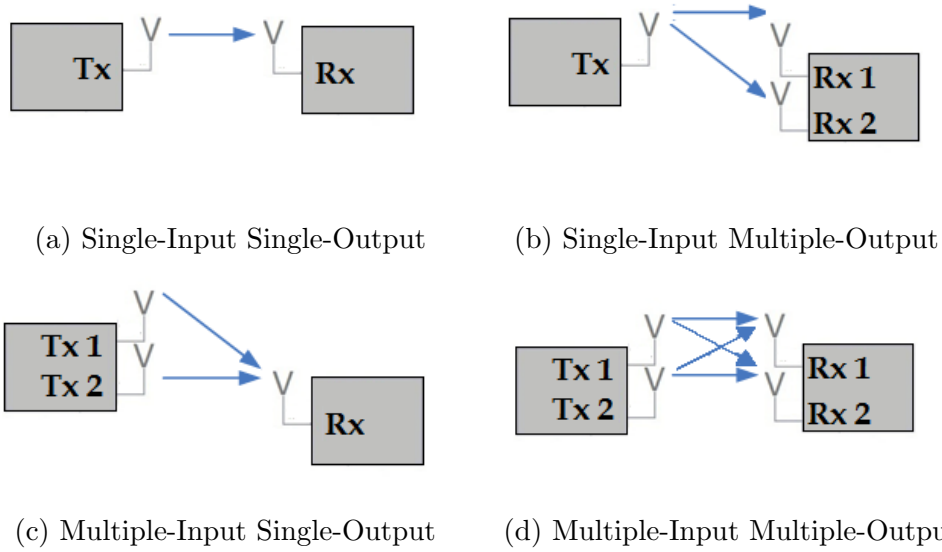 Tx
Rx
(a) Single-Input Single-Output
Tx
Rx 1
Rx 2
(b) Single-Input Multiple-Output
Tx 1
Tx 2
Rx
(c) Multiple-Input Single-Output
Tx 1
Tx 2
Rx 1
Rx 2
(d) Multiple-Input Multiple-Outpu